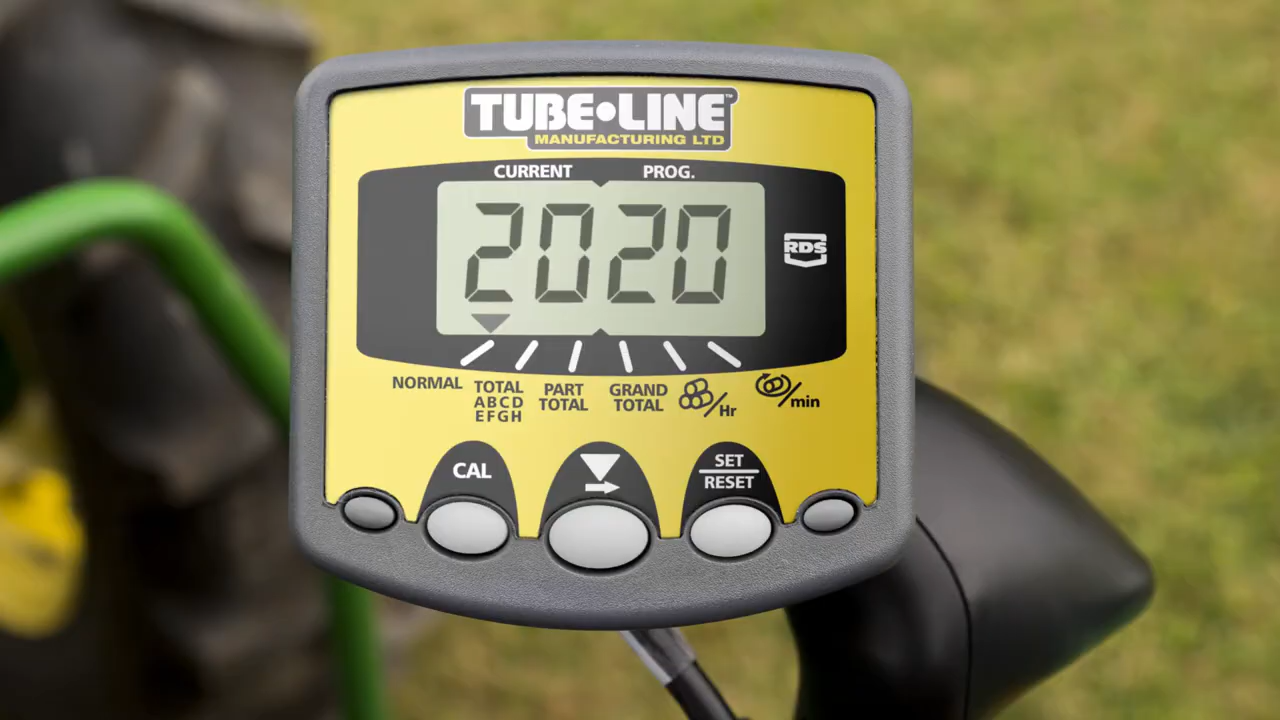 TUBE•LINE™
MANUFACTURING LTD
CURRENT PROG.
2020
RDS
NORMAL
TOTAL
ABCD
EFGH
PART
TOTAL
GRAND
TOTAL
/Hr
/min
CAL
SET
RESET